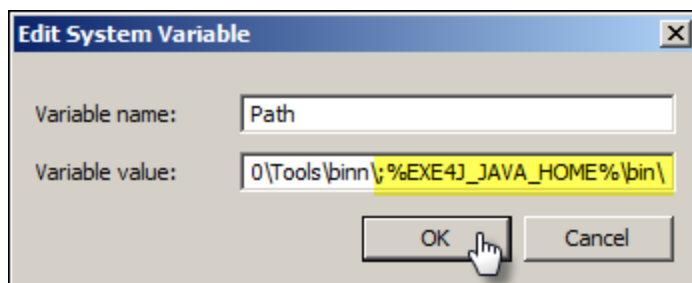 Edit System Variable
Variable name: Path
Variable value: 0\Tools\binn\;%EXE4J_JAVA_HOME%\bin\
OK Cancel